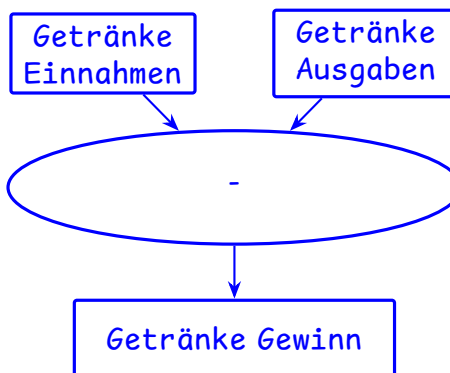 Getränke
Einnahmen
Getränke
Ausgaben
-
Getränke Gewinn